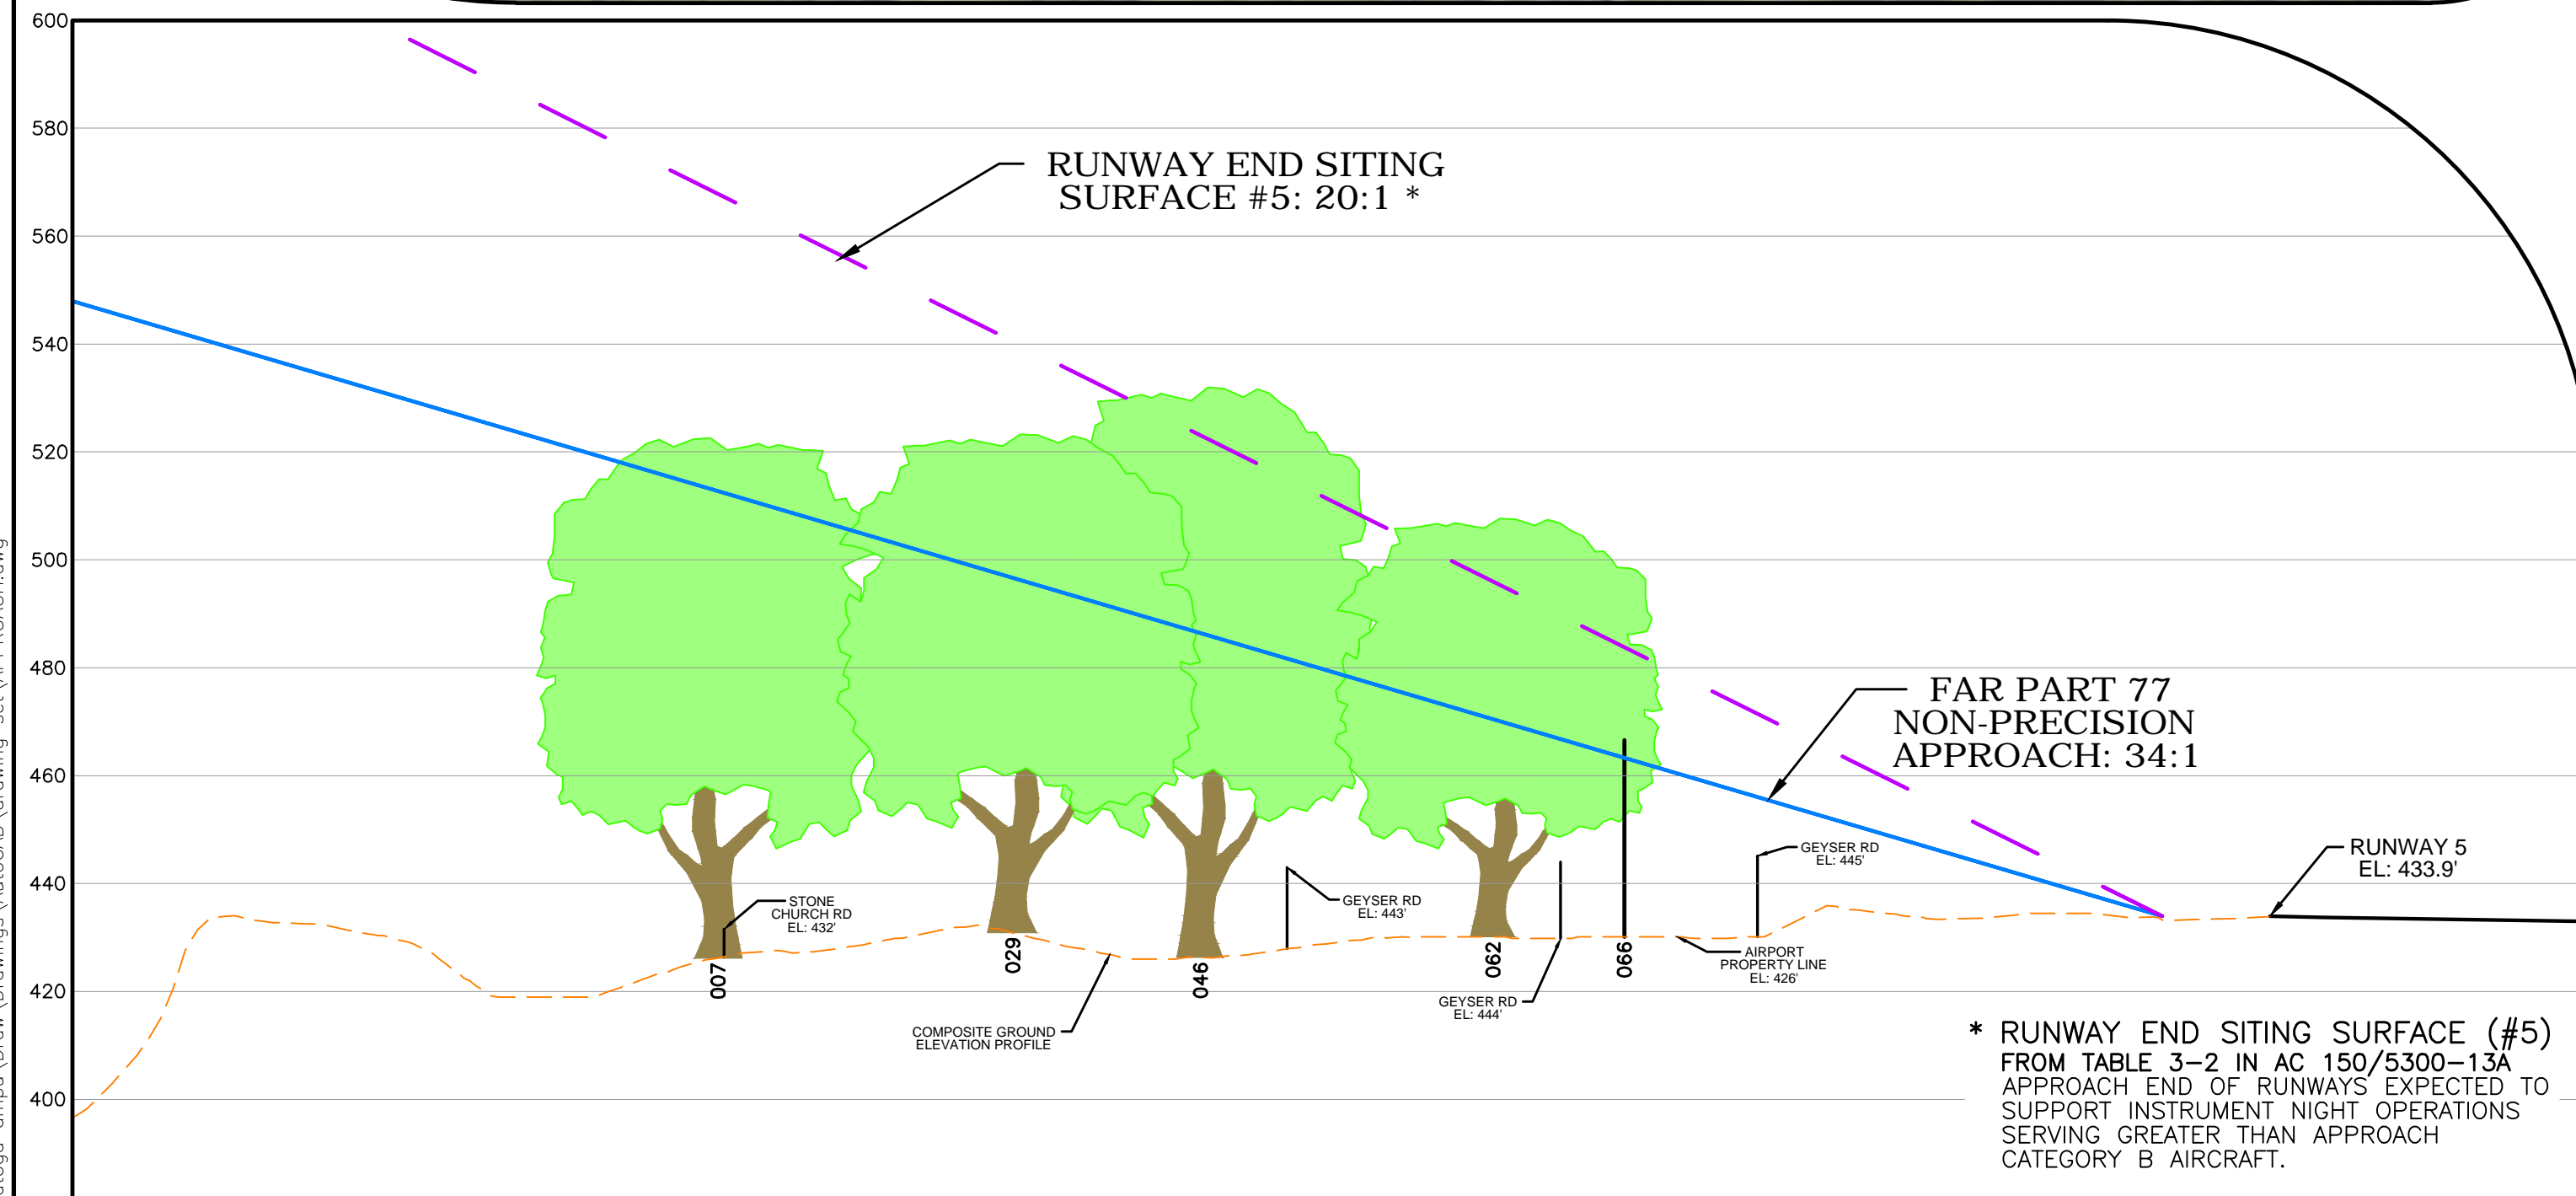 600
580
560
540
520
500
480
460
440
420
400
RUNWAY END SITING
SURFACE #5: 20:1 *
FAR PART 77
NON-PRECISION
APPROACH: 34:1
RUNWAY 5
EL: 433.9'
GEYSER RD
EL: 445'
STONE
CHURCH RD
EL: 432'
GEYSER RD
EL: 443'
007
029
046
062
066
AIRPORT
PROPERTY LINE
EL: 426'
GEYSER RD
EL: 444'
COMPOSITE GROUND
ELEVATION PROFILE
* RUNWAY END SITING SURFACE (#5)
FROM TABLE 3-2 IN AC 150/5300-13A
APPROACH END OF RUNWAYS EXPECTED TO
SUPPORT INSTRUMENT NIGHT OPERATIONS
SERVING GREATER THAN APPROACH
CATEGORY B AIRCRAFT.